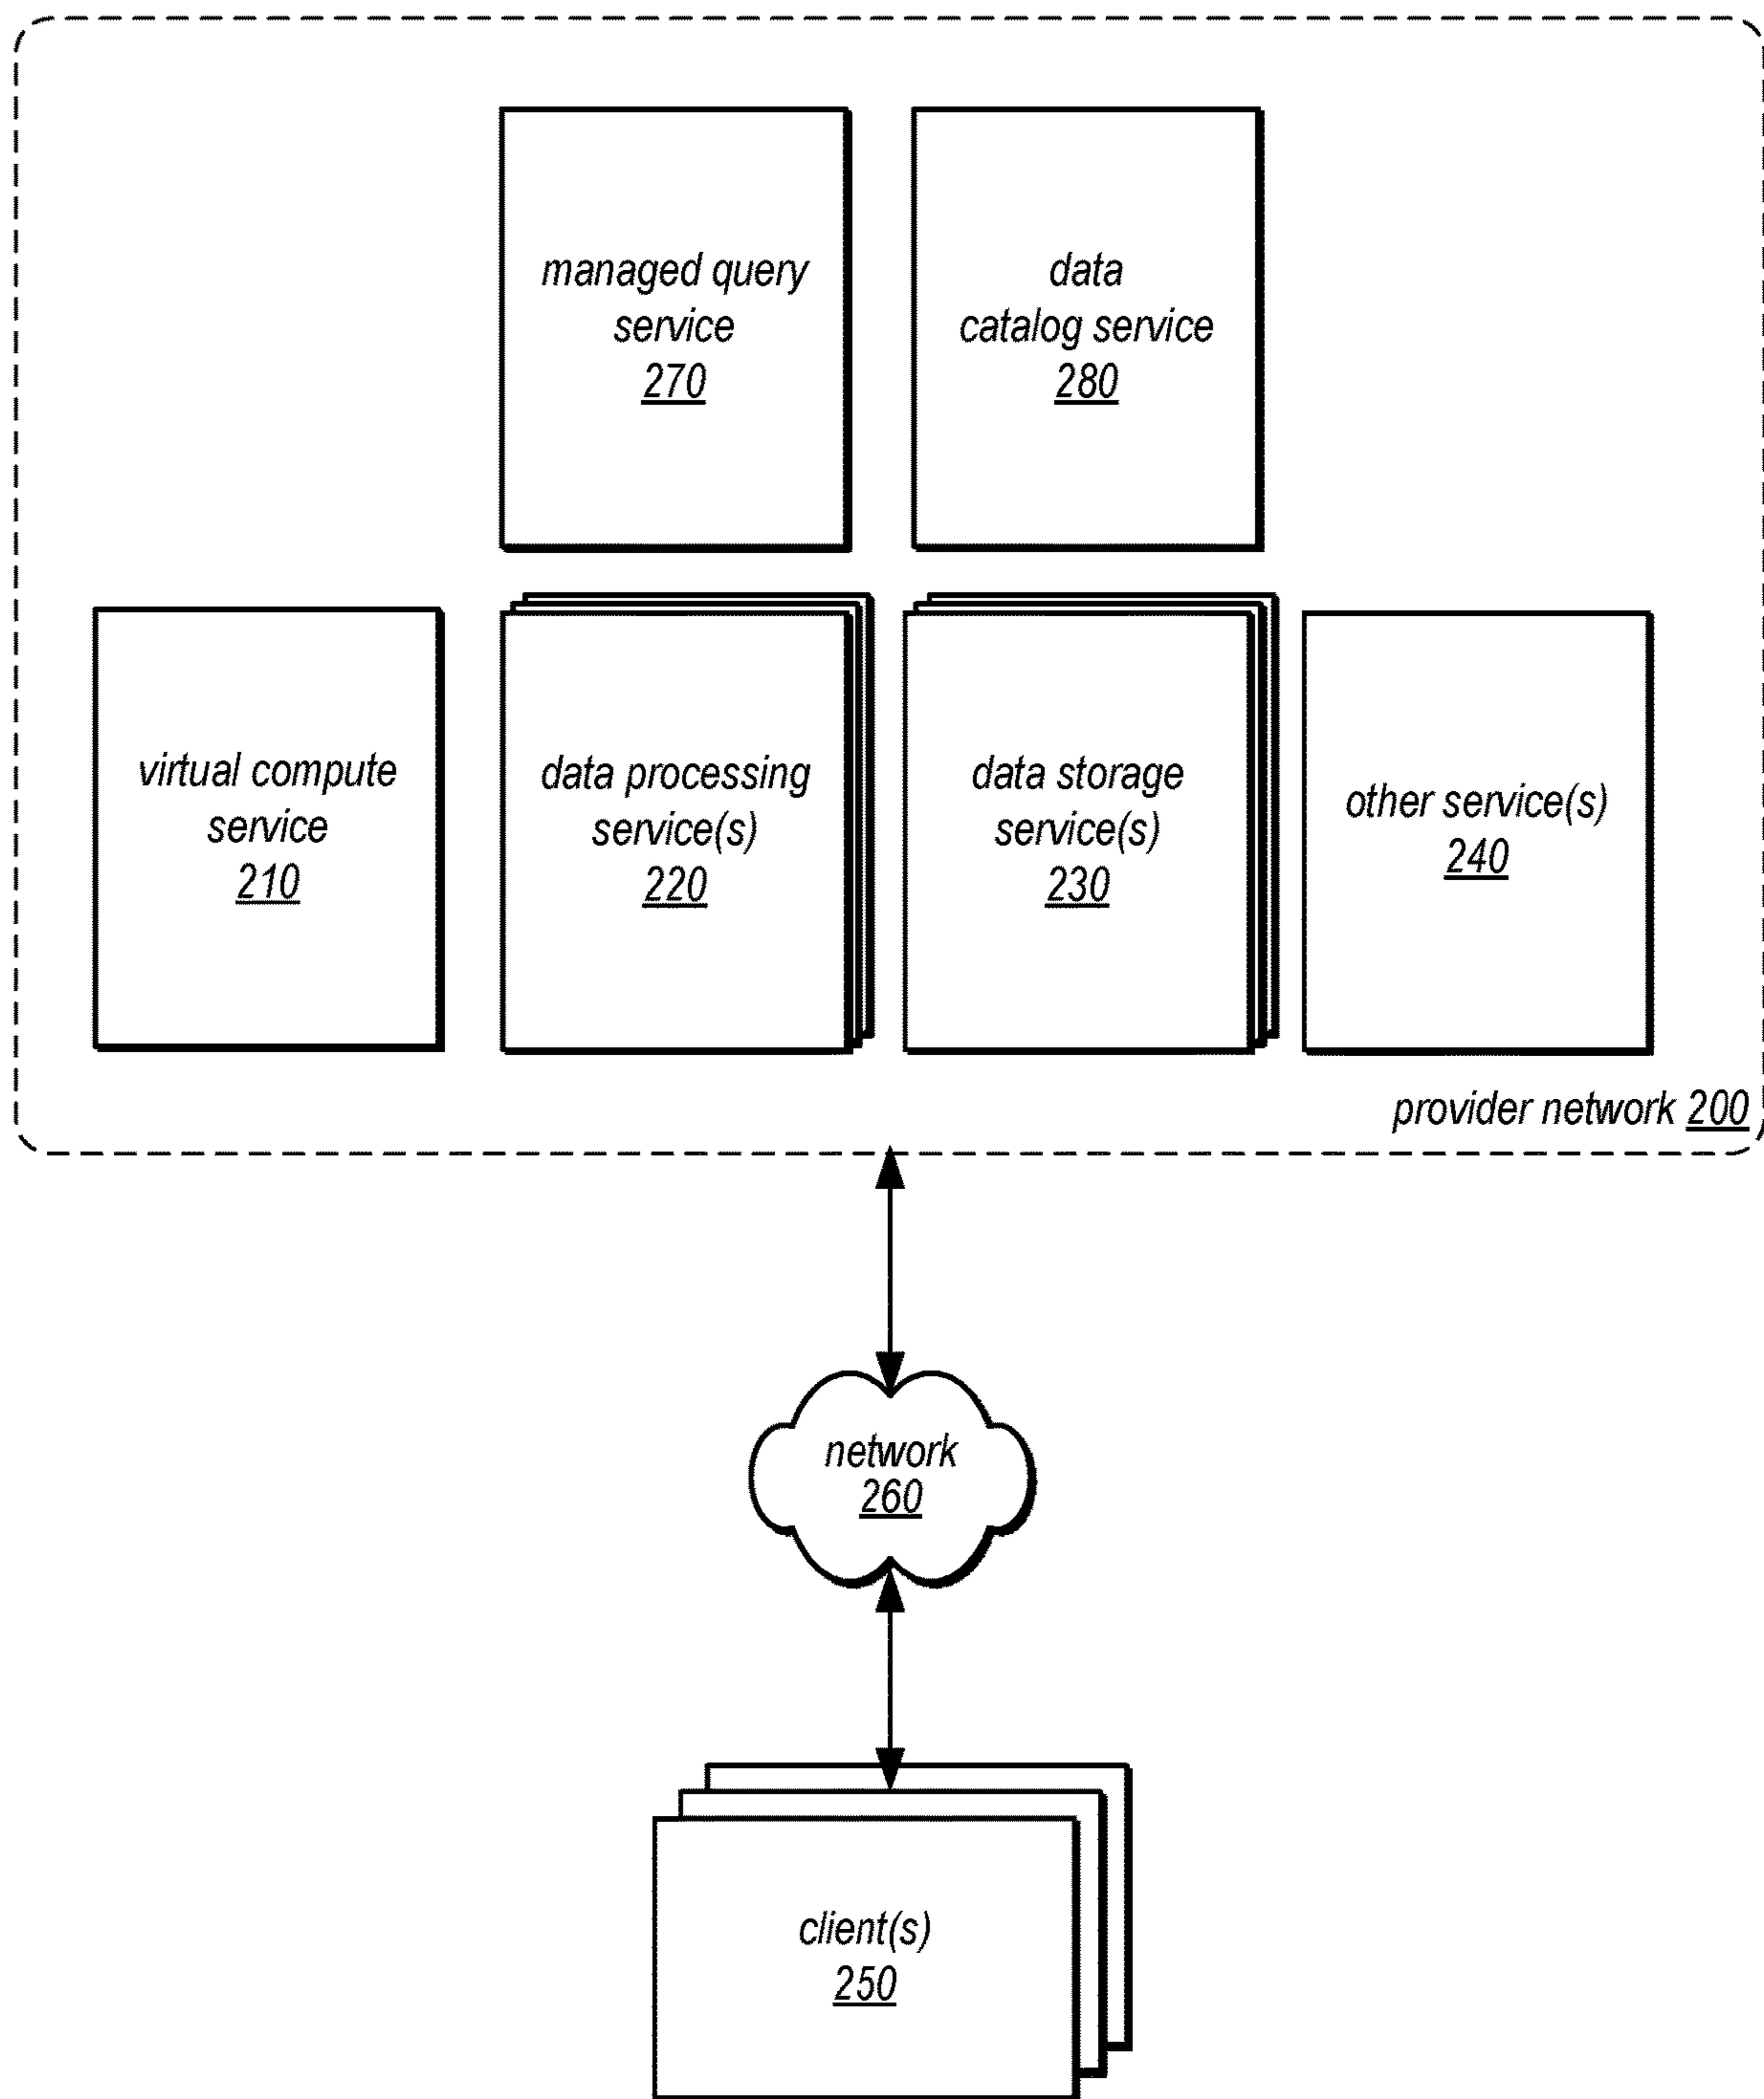 managed query
service
270
data
catalog service
280
virtual compute
service
210
data processing
service(s)
220
data storage
service(s)
230
other service(s)
240
provider network 200
network
260
client(s)
250